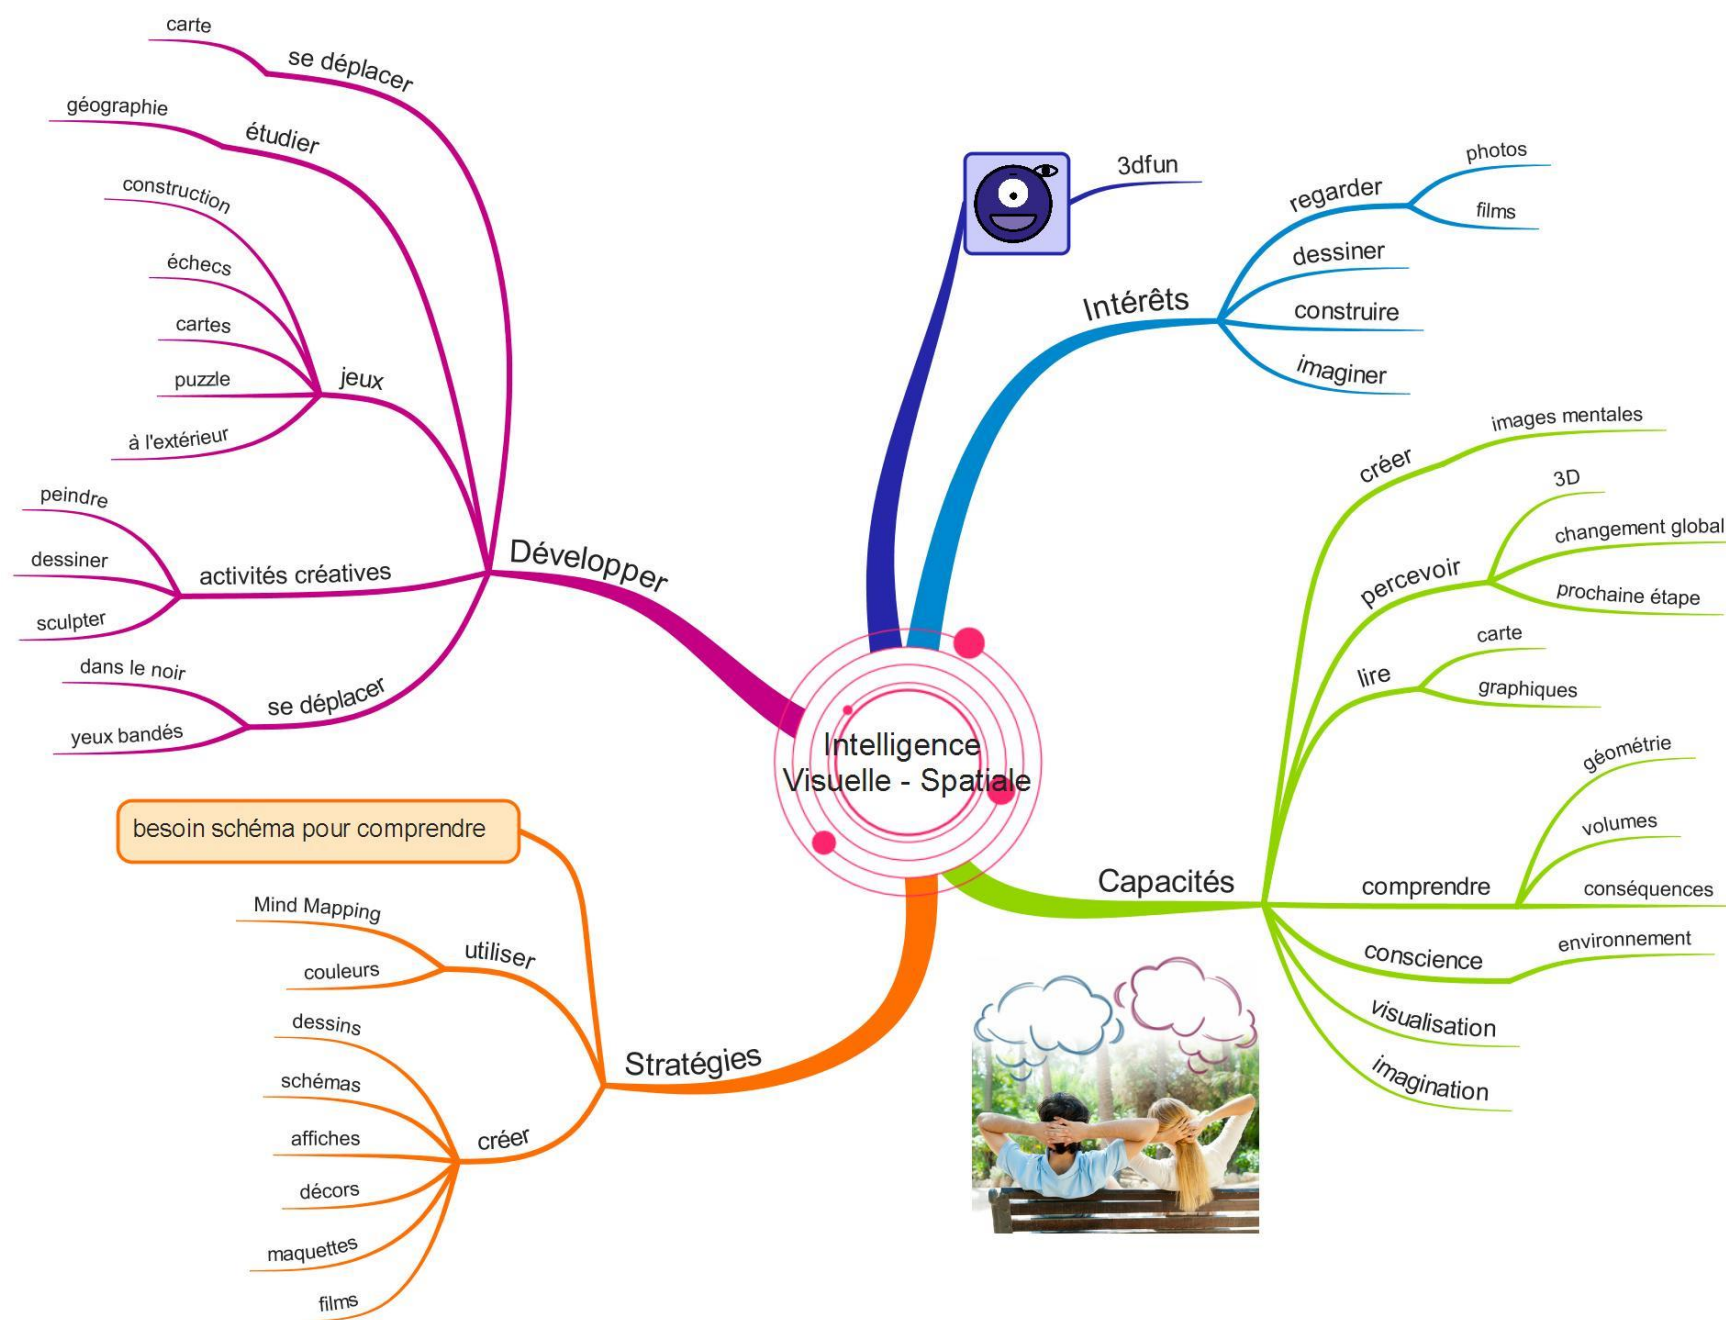 Intelligence
Visuelle - Spatiale
3dfun
Intérêts
regarder
photos
films
dessiner
construire
imaginer
Capacités
créer
images mentales
percevoir
3D
changement global
prochaine étape
lire
carte
graphiques
comprendre
géométrie
volumes
conséquences
conscience
environnement
visualisation
imagination
Stratégies
besoin schéma pour comprendre
utiliser
Mind Mapping
couleurs
créer
dessins
schémas
affiches
décors
maquettes
films
Développer
se déplacer
carte
étudier
géographie
jeux
construction
échecs
cartes
puzzle
à l'extérieur
activités créatives
peindre
dessiner
sculpter
se déplacer
dans le noir
yeux bandés